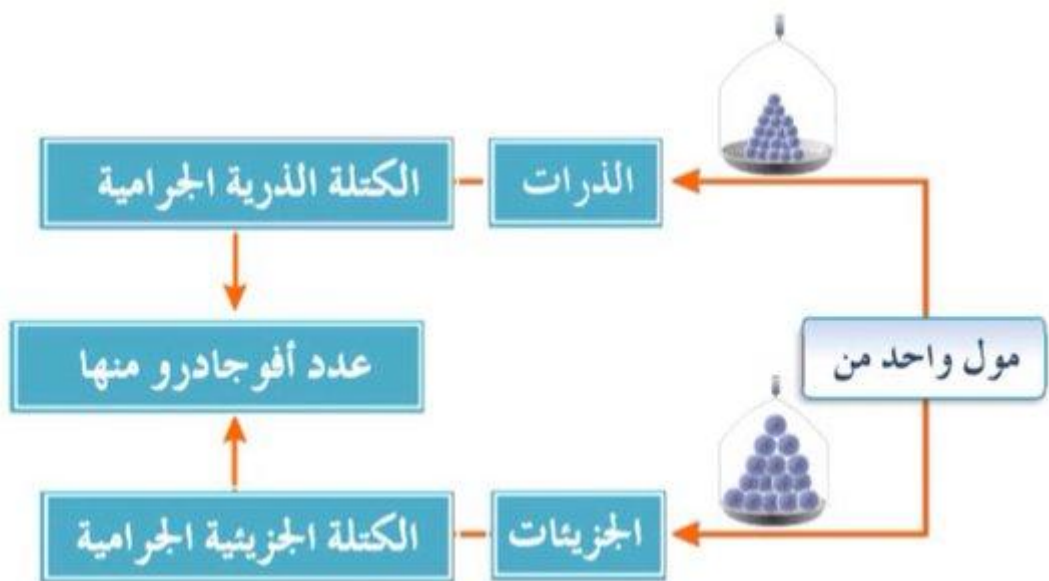 مول واحد من
الذرات
الكتلة الذرية الجرامية
عدد أفوجادرو منها
الجزيئات
الكتلة الجزيئية الجرامية